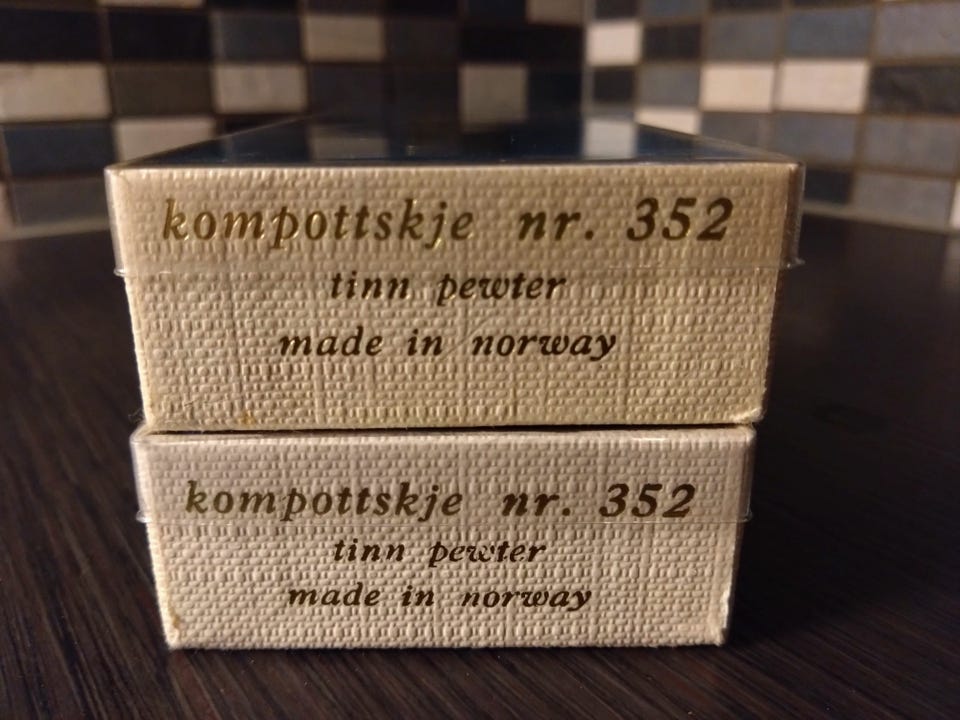 kompottskje nr. 352
tinn pewter
made in norway
kompottskje nr. 352
tinn pewter
made in norway